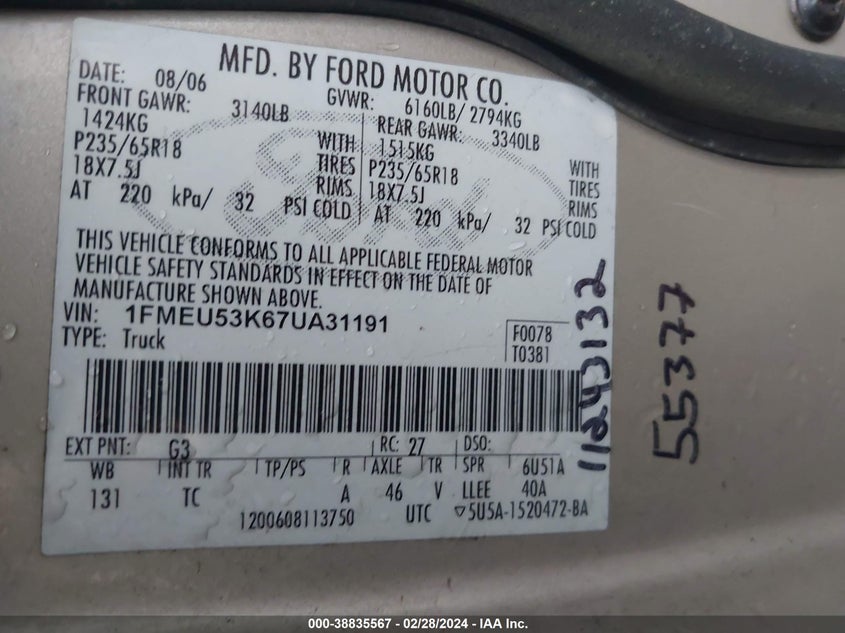 MFD. BY FORD MOTOR CO.
DATE: 08/06 GVWR: 6160LB/ 2794KG
FRONT GAWR: 3140LB REAR GAWR: 3340LB
1424KG WITH 1515KG WITH
P235/65R18 TIRES P235/65R18 TIRES
18X7.5J RIMS 18X7.5J RIMS
AT 220 kPa/ 32 PSI COLD AT 220 kPa/ 32 PSI COLD
THIS VEHICLE CONFORMS TO ALL APPLICABLE FEDERAL MOTOR
VEHICLE SAFETY STANDARDS IN EFFECT ON THE DATE OF
MANUFACTURE SHOWN ABOVE.
VIN: 1FMEU53K67UA31191
TYPE: Truck
F0078
T0381
EXT PNT: G3 RC: 27 DSO:
WB INT TR TP/PS R AXLE TR SPR 6U51A
131 TC A 46 V LLEE 40A
1200608113750 UTC ▽5U5A-1520472-BA
11243132
55377
Ford
000-38835567 - 02/28/2024 - IAA Inc.